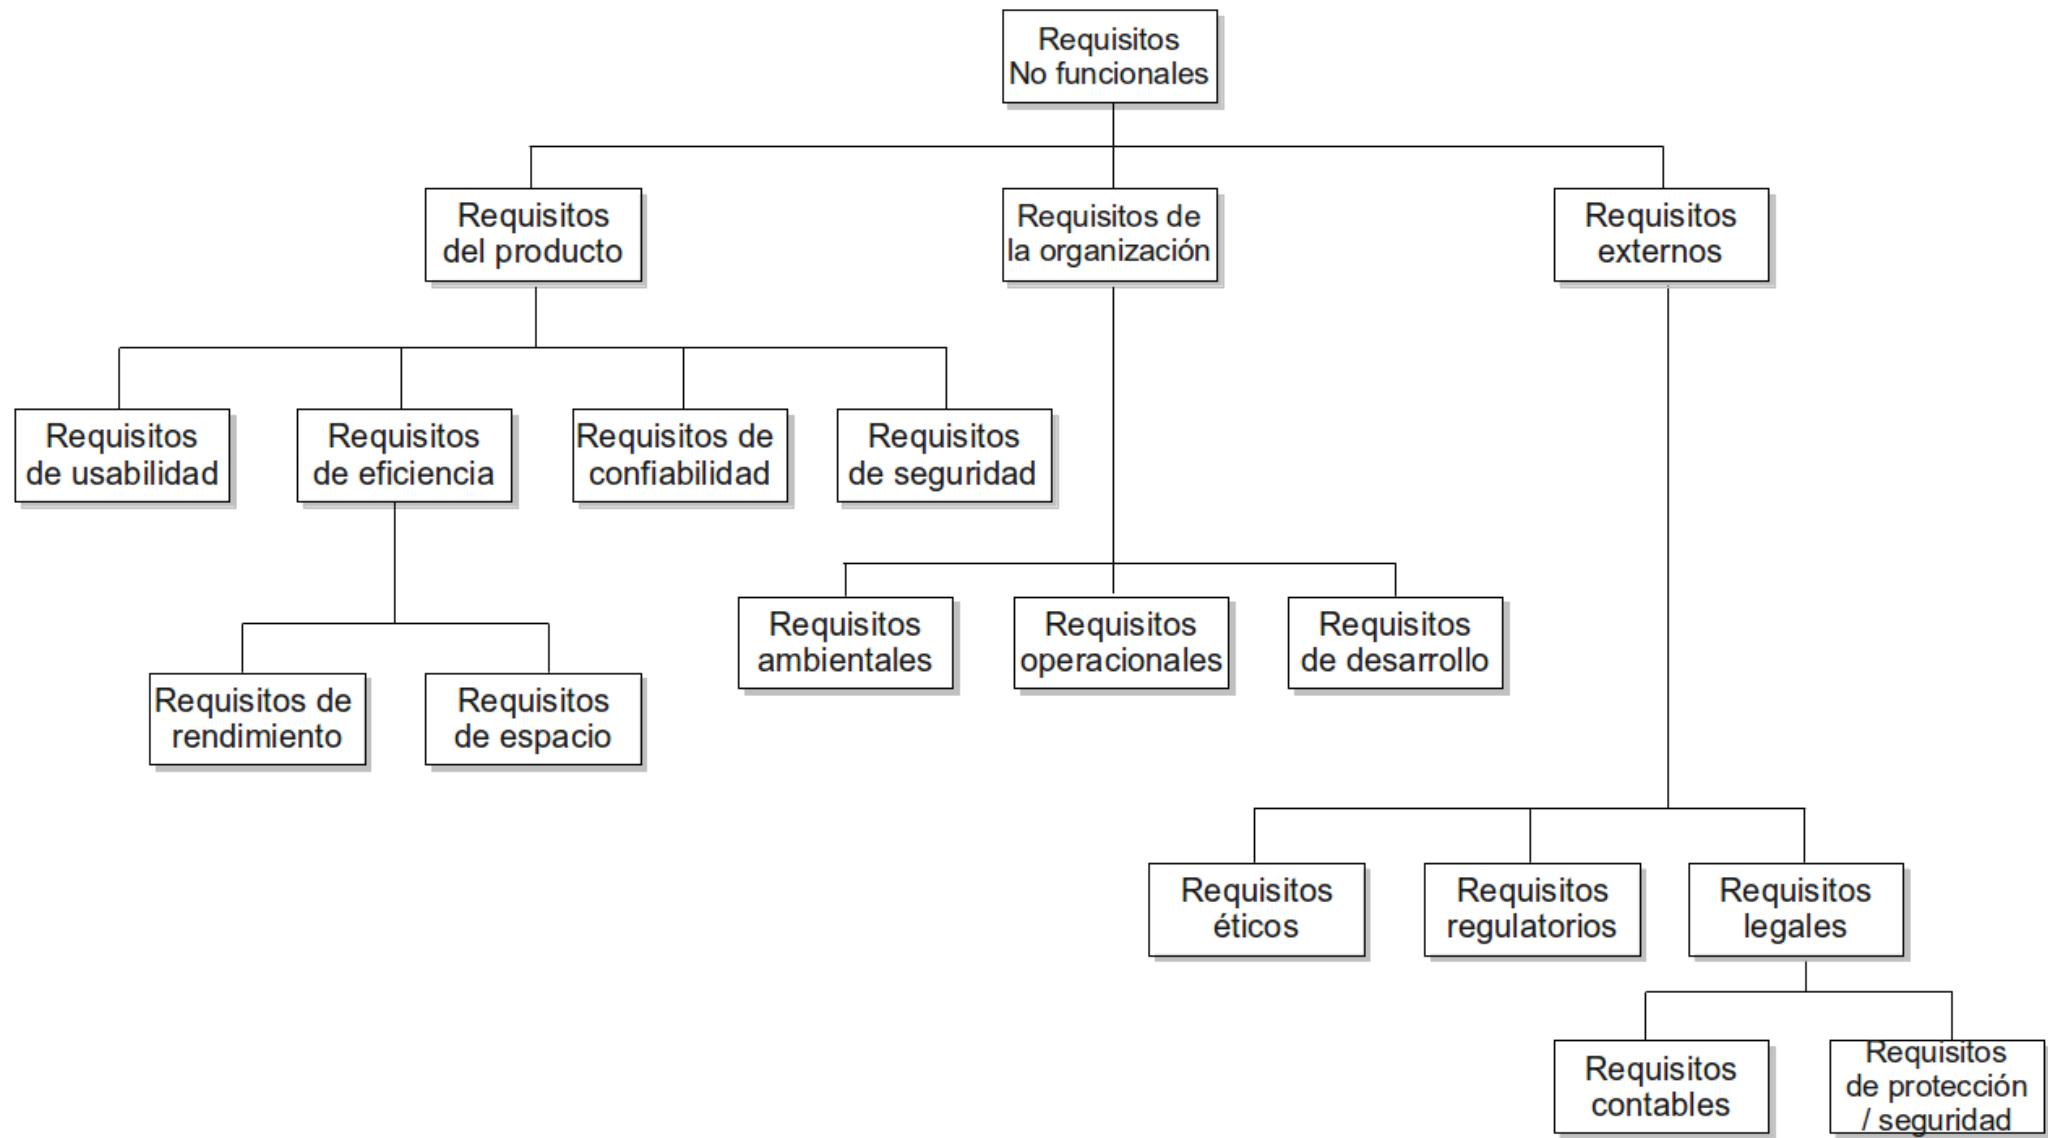 Requisitos
No funcionales
Requisitos
del producto
Requisitos de
la organización
Requisitos
externos
Requisitos
de usabilidad
Requisitos
de eficiencia
Requisitos de
confiabilidad
Requisitos
de seguridad
Requisitos
ambientales
Requisitos
operacionales
Requisitos
de desarrollo
Requisitos de
rendimiento
Requisitos
de espacio
Requisitos
éticos
Requisitos
regulatorios
Requisitos
legales
Requisitos
contables
Requisitos
de protección
/ seguridad